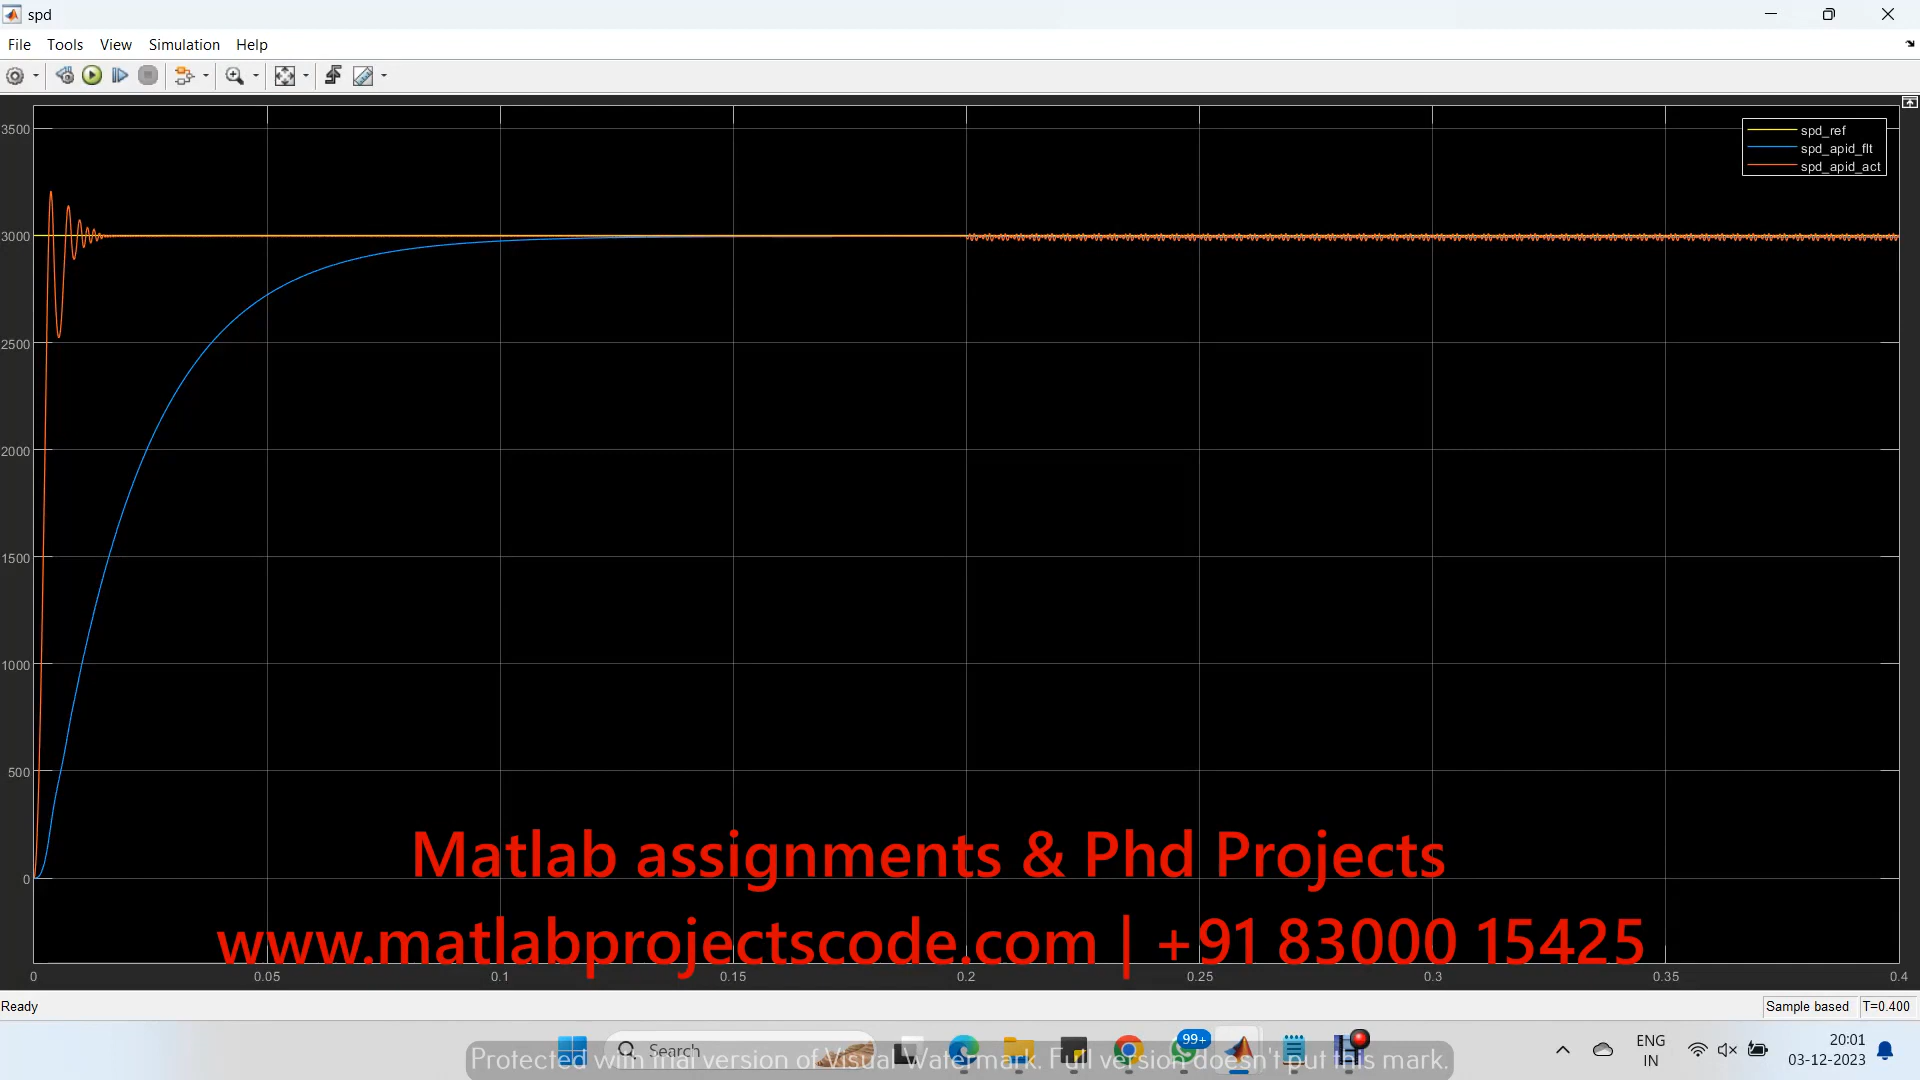 spd
File Tools View Simulation Help
3500
3000
2500
2000
1500
1000
500
0
spd_ref
spd_apid_flt
spd_apid_act
Matlab assignments & Phd Projects
www.matlabprojectscode.com | +91 83000 15425
0 0.05 0.1 0.15 0.2 0.25 0.3 0.35 0.4
Ready
Sample based T=0.400
Search
99+
Protected with trial version of Visual Watermark. Full version doesn't put this mark.
ENG
IN
20:01
03-12-2023